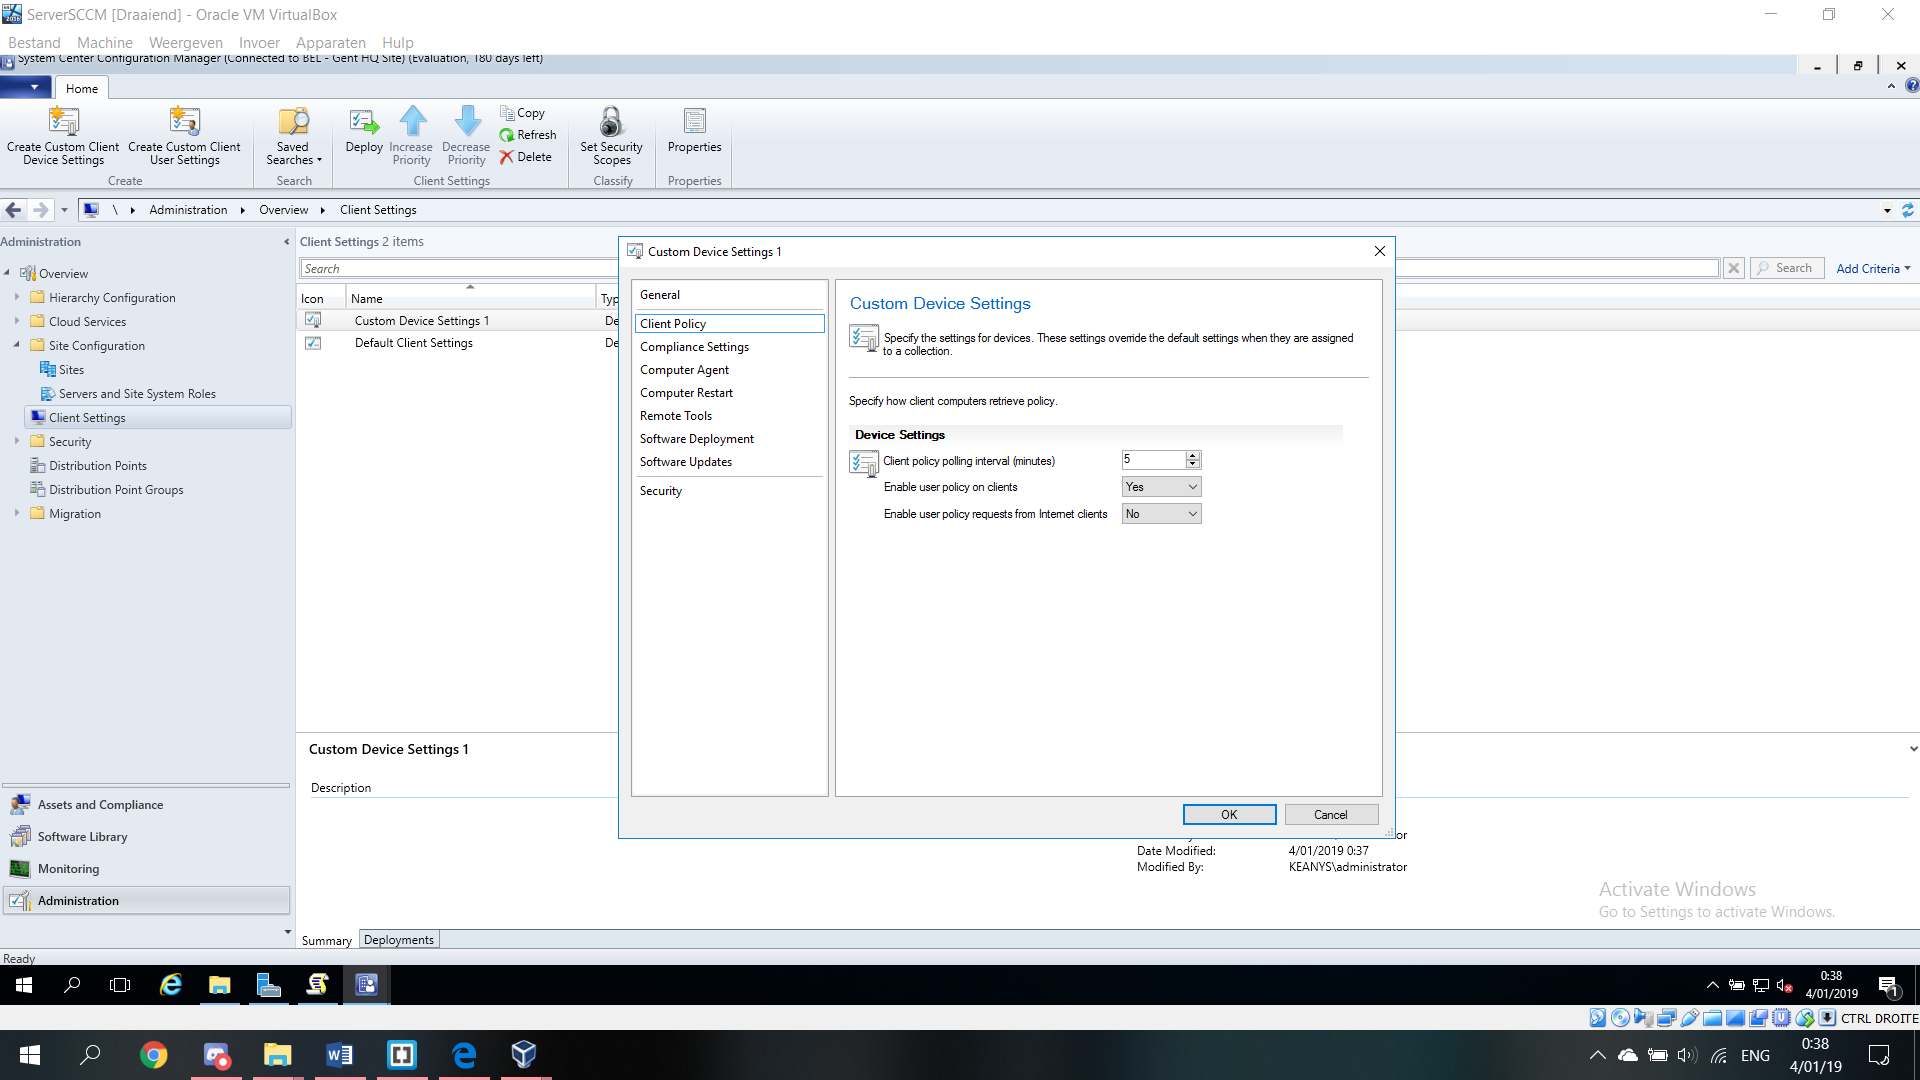 ServerSCCM [Draaiend] - Oracle VM VirtualBox
Bestand Machine Weergeven Invoer Apparaten Hulp
System Center Configuration Manager (Connected to BEL - Gent HQ Site) (Evaluation, 180 days left)
Home
Create Custom Client Device Settings
Create Custom Client User Settings
Create
Saved Searches
Search
Deploy
Increase Priority
Decrease Priority
Copy
Refresh
Delete
Client Settings
Set Security Scopes
Classify
Properties
Properties
\ Administration Overview Client Settings
Administration
Overview
Hierarchy Configuration
Cloud Services
Site Configuration
Sites
Servers and Site System Roles
Client Settings
Security
Distribution Points
Distribution Point Groups
Migration
Assets and Compliance
Software Library
Monitoring
Administration
Client Settings 2 items
Search
Search
Add Criteria
Icon Name Typ
Custom Device Settings 1 De
Default Client Settings De
Custom Device Settings 1
General
Client Policy
Compliance Settings
Computer Agent
Computer Restart
Remote Tools
Software Deployment
Software Updates
Security
Custom Device Settings
Specify the settings for devices. These settings override the default settings when they are assigned
to a collection.
Specify how client computers retrieve policy.
Device Settings
Client policy polling interval (minutes) 5
Enable user policy on clients Yes
Enable user policy requests from Internet clients No
OK Cancel
Custom Device Settings 1
Description
or
Date Modified: 4/01/2019 0:37
Modified By: KEANYS\administrator
Activate Windows
Go to Settings to activate Windows.
Summary Deployments
Ready
0:38
4/01/2019
1
CTRL DROITE
ENG
0:38
4/01/19